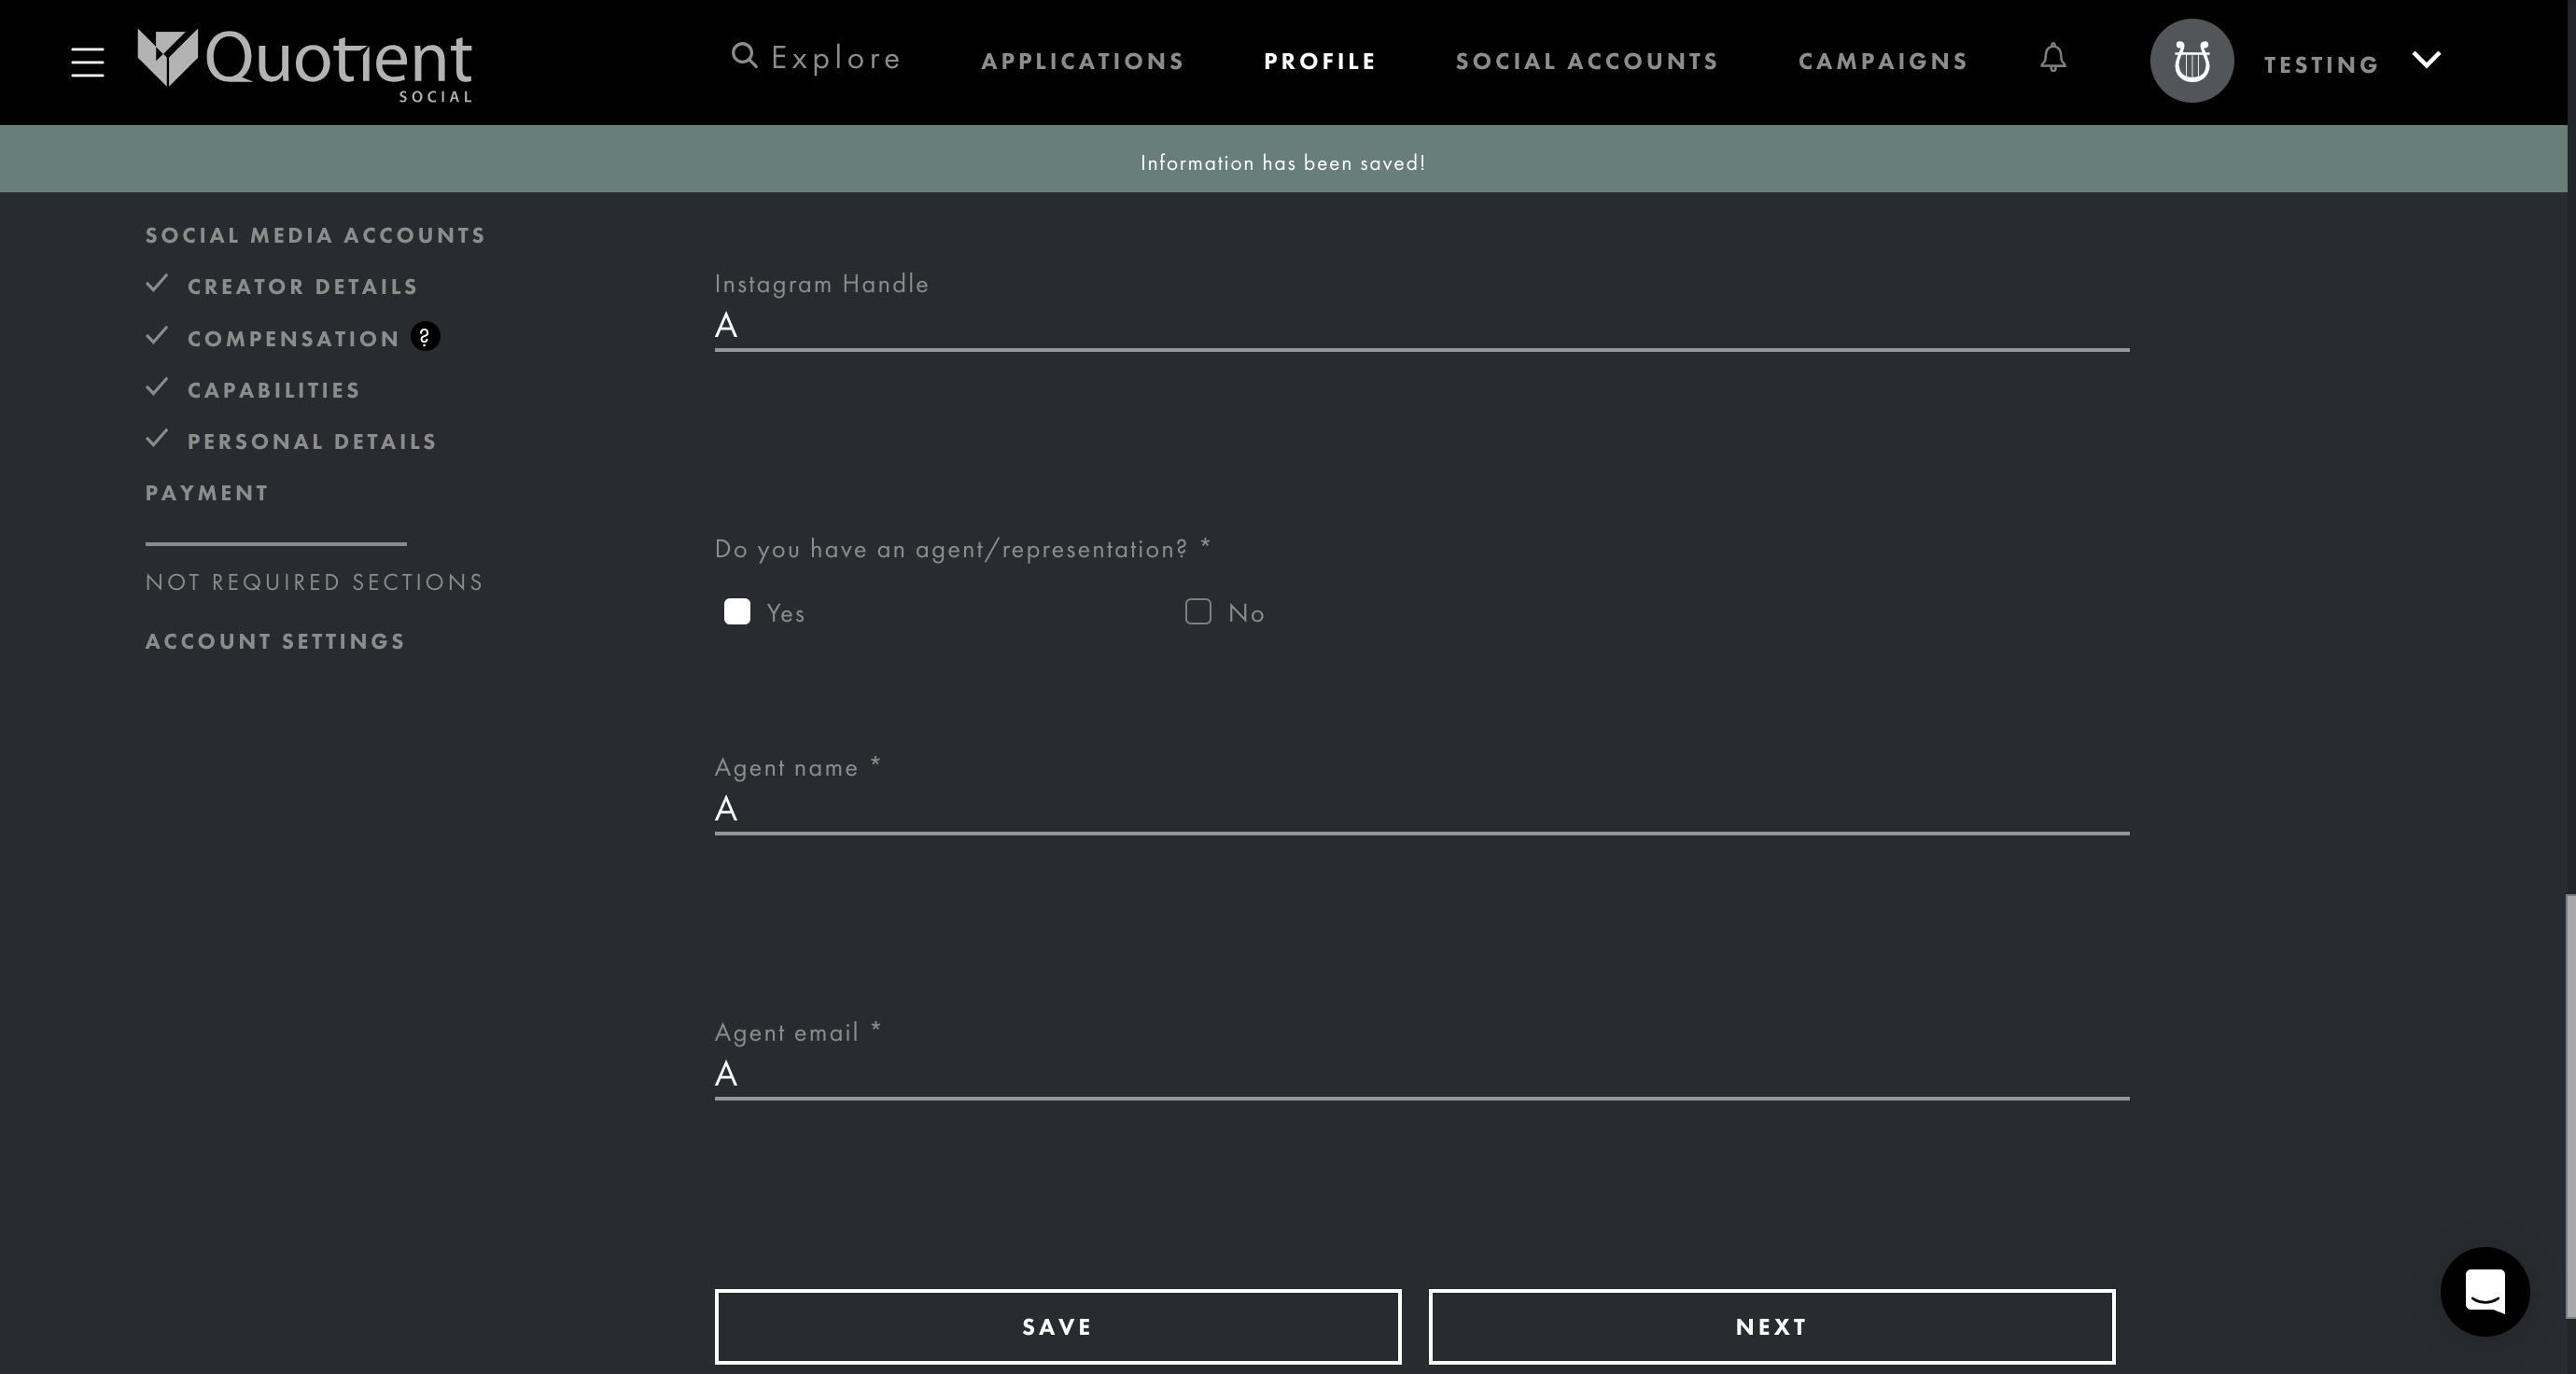 Quotient
SOCIAL
Explore
APPLICATIONS
PROFILE
SOCIAL ACCOUNTS
CAMPAIGNS
TESTING
Information has been saved!
SOCIAL MEDIA ACCOUNTS
CREATOR DETAILS
COMPENSATION ?
CAPABILITIES
PERSONAL DETAILS
PAYMENT
NOT REQUIRED SECTIONS
ACCOUNT SETTINGS
Instagram Handle
A
Do you have an agent/representation? *
Yes
No
Agent name *
A
Agent email *
A
SAVE
NEXT